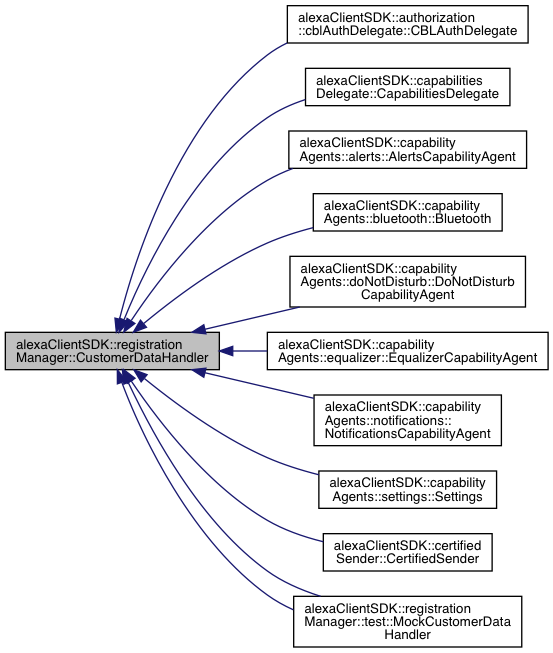 alexaClientSDK::authorization
::cblAuthDelegate::CBLAuthDelegate
alexaClientSDK::capabilities
Delegate::CapabilitiesDelegate
alexaClientSDK::capability
Agents::alerts::AlertsCapabilityAgent
alexaClientSDK::capability
Agents::bluetooth::Bluetooth
alexaClientSDK::capability
Agents::doNotDisturb::DoNotDisturb
CapabilityAgent
alexaClientSDK::registration
Manager::CustomerDataHandler
alexaClientSDK::capability
Agents::equalizer::EqualizerCapabilityAgent
alexaClientSDK::capability
Agents::notifications::
NotificationsCapabilityAgent
alexaClientSDK::capability
Agents::settings::Settings
alexaClientSDK::certified
Sender::CertifiedSender
alexaClientSDK::registration
Manager::test::MockCustomerData
Handler